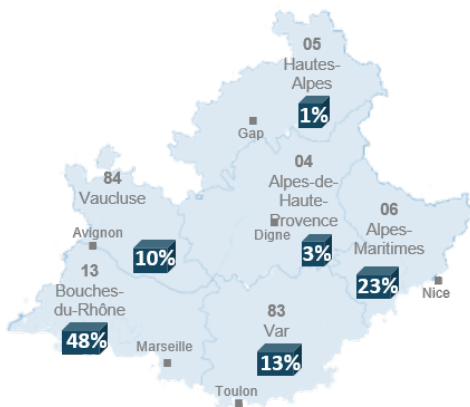 05
Hautes-
Alpes
1%
Gap
04
Alpes-de-
Haute-
Provence
Digne
3%
84
Vaucluse
Avignon
10%
06
Alpes-
Maritimes
23%
Nice
13
Bouches-
du-Rhône
48%
Marseille
83
Var
13%
Toulon